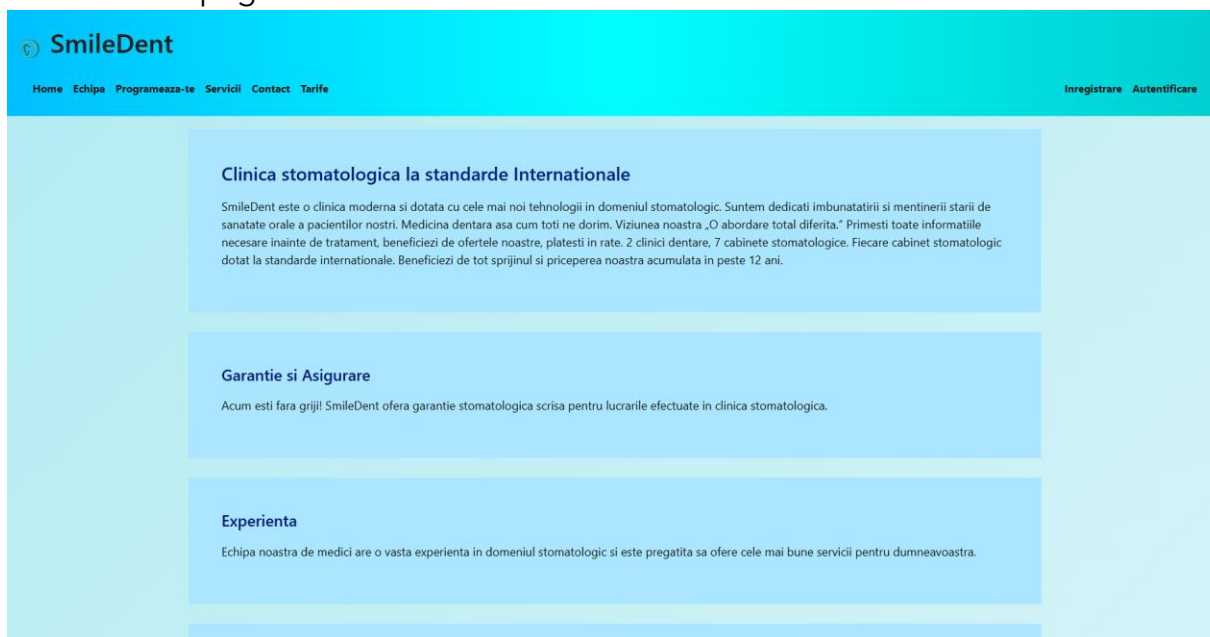 SmileDent
Home Echipa Programeaza-te Servicii Contact Tarife
Inregistrare Autentificare
Clinica stomatologica la standarde Internationale
SmileDent este o clinica moderna si dotata cu cele mai noi tehnologii in domeniul stomatologic. Suntem dedicati imbunatatirii si mentinerii starii de
sanatate orale a pacientilor nostri. Medicina dentara asa cum toti ne dorim. Viziunea noastra „O abordare total diferita.” Primesti toate informatiile
necesare inainte de tratament, beneficiezi de ofertele noastre, platesti in rate. 2 clinici dentare, 7 cabinete stomatologice. Fiecare cabinet stomatologic
dotat la standarde internationale. Beneficiezi de tot sprijinul si priceperea noastra acumulata in peste 12 ani.
Garantie si Asigurare
Acum esti fara griji! SmileDent ofera garantie stomatologica scrisa pentru lucrarile efectuate in clinica stomatologica.
Experienta
Echipa noastra de medici are o vasta experienta in domeniul stomatologic si este pregatita sa ofere cele mai bune servicii pentru dumneavoastra.